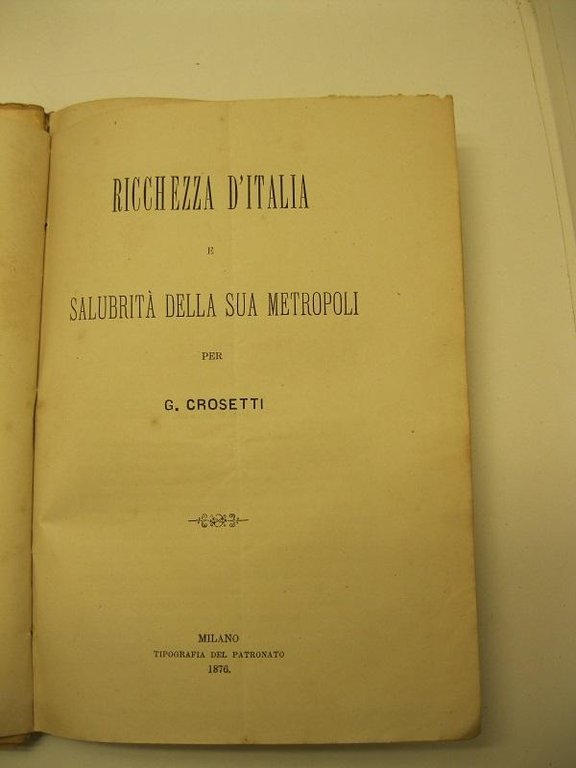 RICCHEZZA D'ITALIA
E
SALUBRITÀ DELLA SUA METROPOLI
PER
G. CROSETTI
MILANO
TIPOGRAFIA DEL PATRONATO
1876.